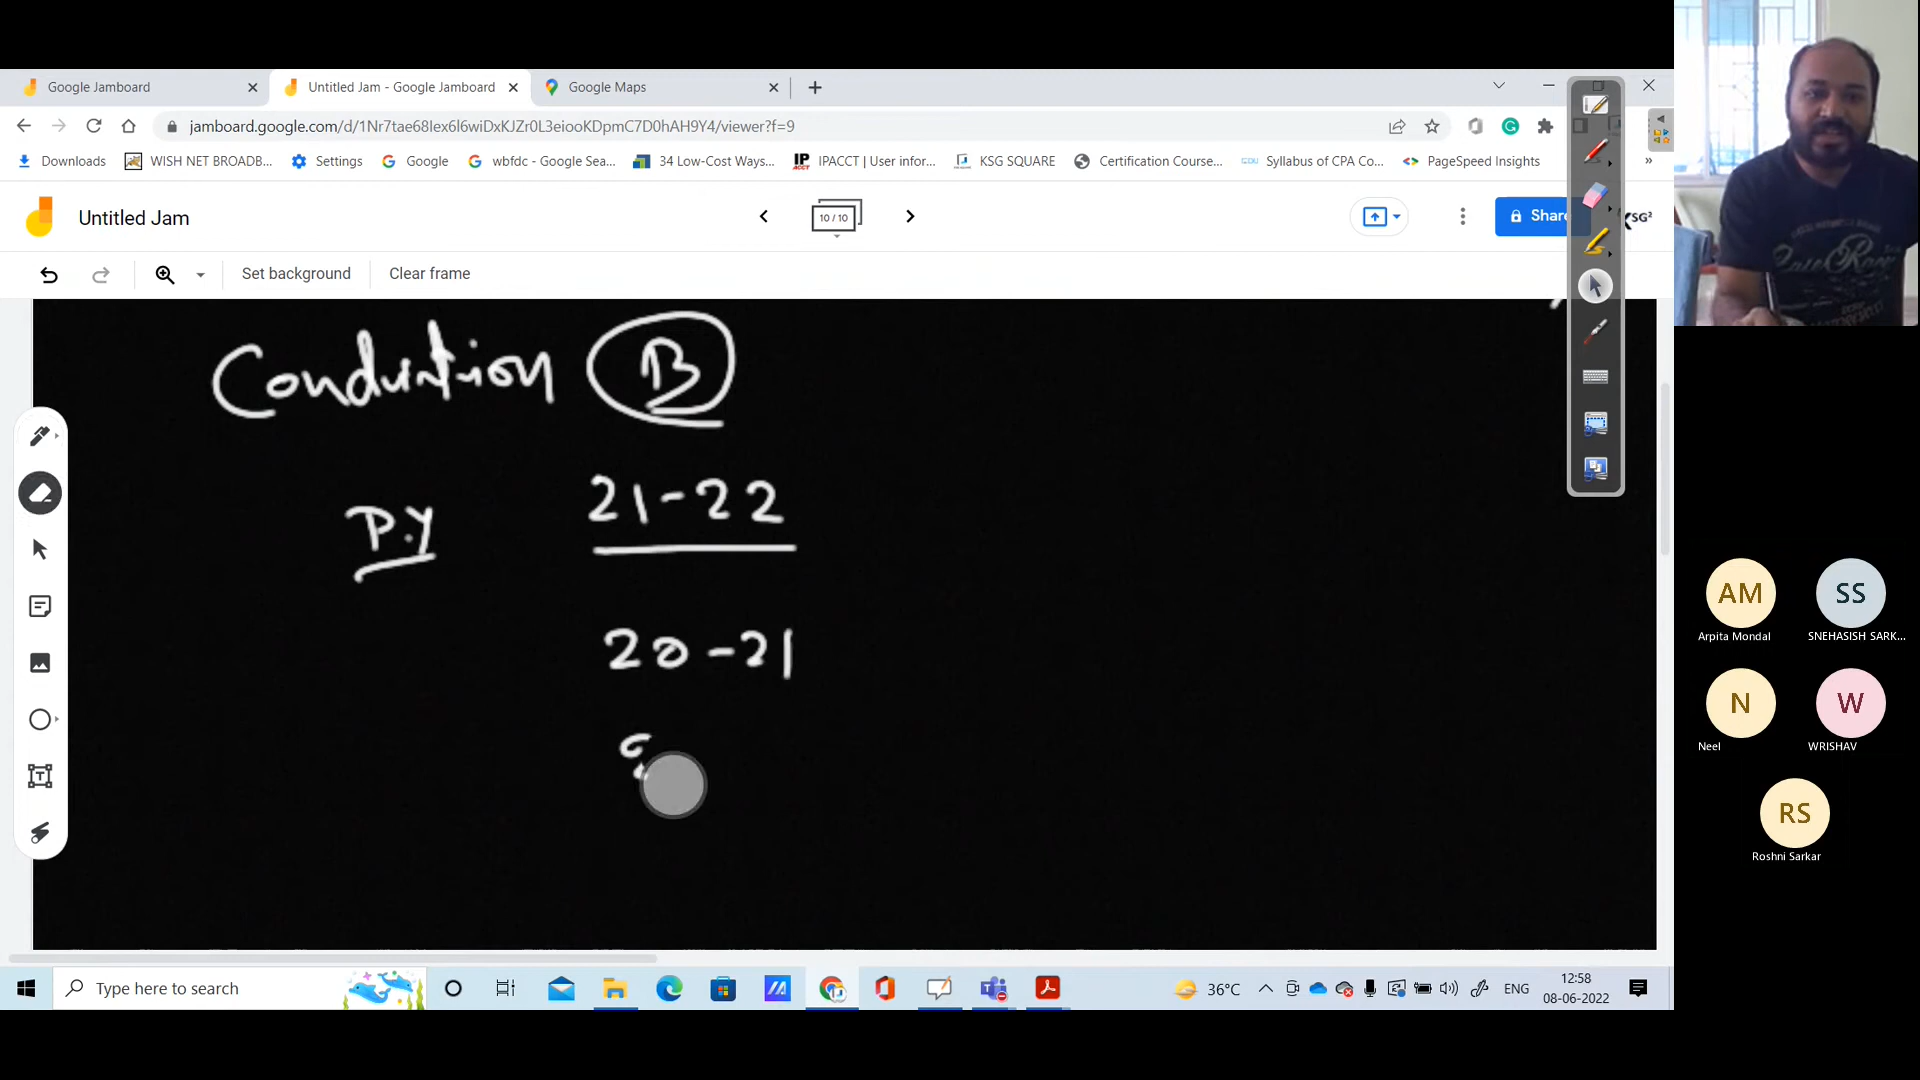 Google Jamboard
Untitled Jam - Google Jamboard
Google Maps
jamboard.google.com/d/1Nr7tae68Iex6l6wiDxKJZr0L3eiooKDpmC7D0hAH9Y4/viewer?f=9
Downloads
WISH NET BROADB...
Settings
Google
wbfdc - Google Sea...
34 Low-Cost Ways...
IPACCT | User infor...
KSG SQUARE
Certification Course...
Syllabus of CPA Co...
PageSpeed Insights
»
Untitled Jam
10 / 10
Share
KSG²
Set background
Clear frame
Condution B
P.Y
21-22
20-21
AM
Arpita Mondal
SS
SNEHASISH SARK...
N
Neel
W
WRISHAV
RS
Roshni Sarkar
Type here to search
36°C
ENG
12:58
08-06-2022